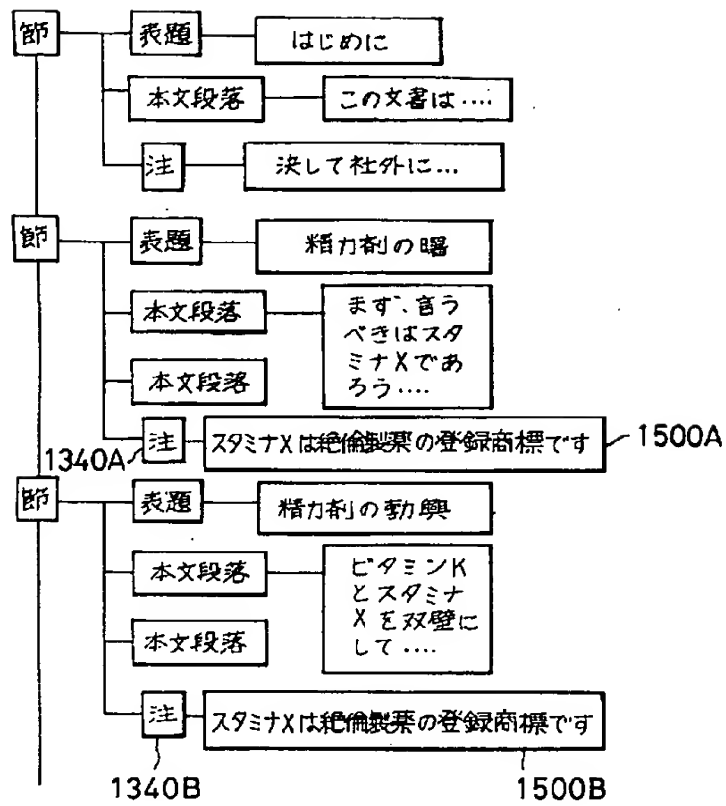 節
表題
はじめに
本文段落
この文書は‥‥
注
決して社外に…
節
表題
精力剤の曙
本文段落
まず、言う
べきはスタ
ミナXであ
ろう‥‥
本文段落
注
スタミナXは絶倫製薬の登録商標です
1500A
1340A
節
表題
精力剤の勃興
本文段落
ビタミンK
とスタミナ
Xを双璧に
して‥‥
本文段落
注
スタミナXは絶倫製薬の登録商標です
1340B
1500B